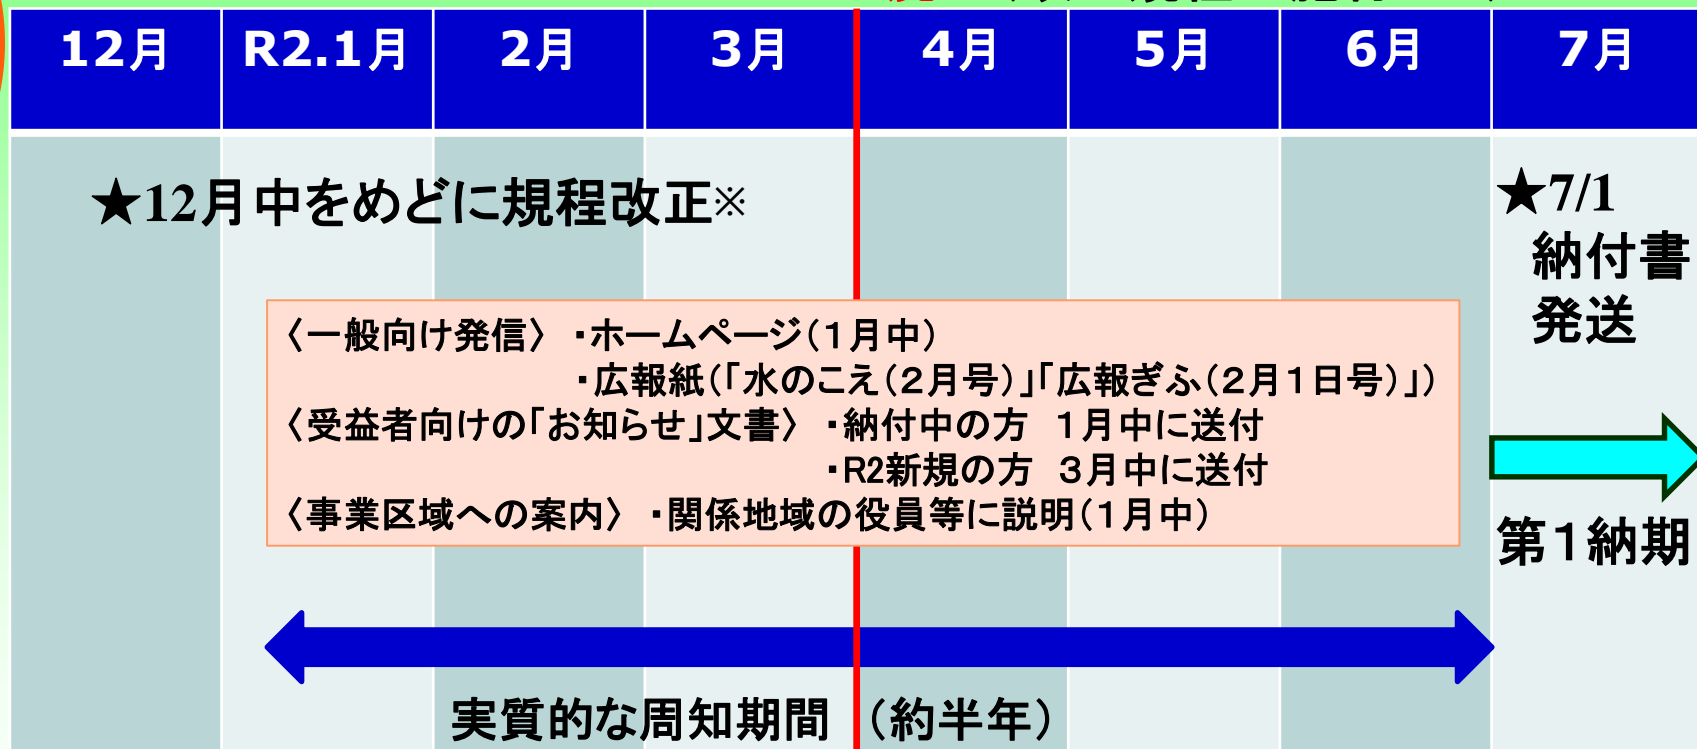 12月 R2.1月 2月 3月 4月 5月 6月 7月
★12月中をめどに規程改正※
★7/1
納付書
発送
〈一般向け発信〉 ・ホームページ(1月中)
・広報紙(「水のこえ(2月号)」「広報ぎふ(2月1日号)」)
〈受益者向けの「お知らせ」文書〉 ・納付中の方 1月中に送付
・R2新規の方 3月中に送付
〈事業区域への案内〉 ・関係地域の役員等に説明(1月中)
第1納期
実質的な周知期間 (約半年)